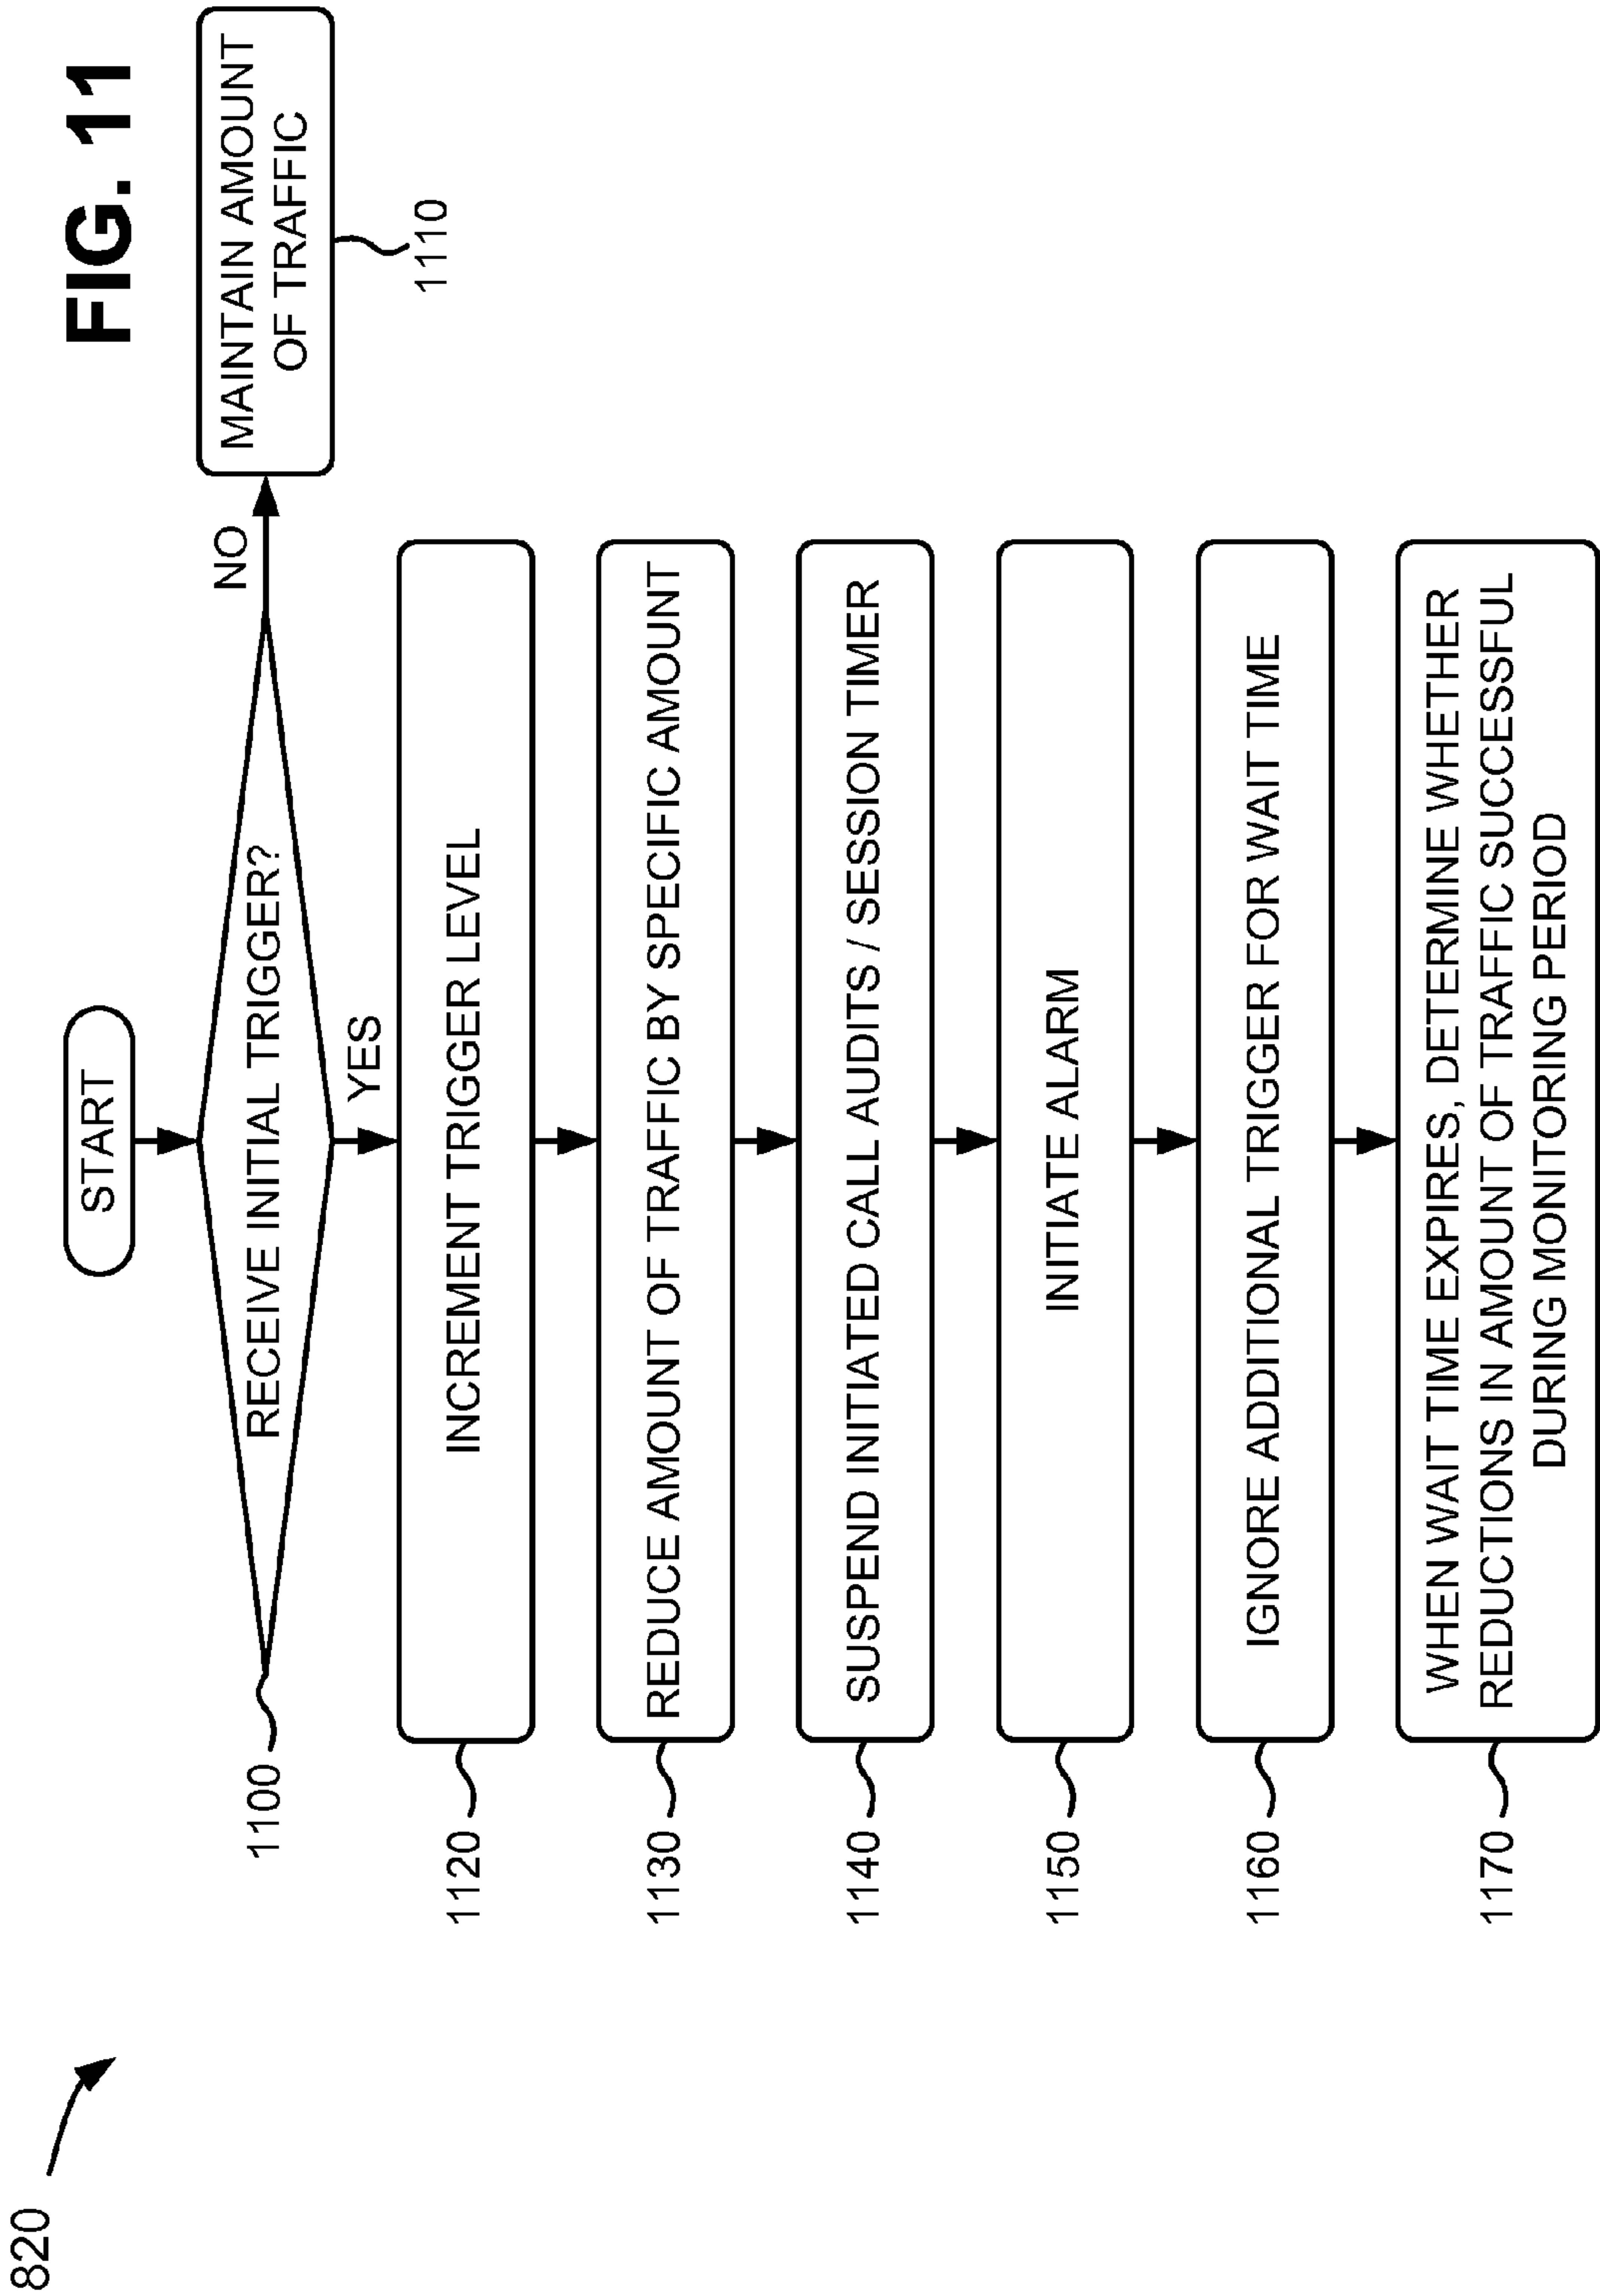 820
FIG. 11
START
RECEIVE INITIAL TRIGGER?
1100
NO
MAINTAIN AMOUNT
OF TRAFFIC
1110
YES
INCREMENT TRIGGER LEVEL
1120
REDUCE AMOUNT OF TRAFFIC BY SPECIFIC AMOUNT
1130
SUSPEND INITIATED CALL AUDITS / SESSION TIMER
1140
INITIATE ALARM
1150
IGNORE ADDITIONAL TRIGGER FOR WAIT TIME
1160
WHEN WAIT TIME EXPIRES, DETERMINE WHETHER
REDUCTIONS IN AMOUNT OF TRAFFIC SUCCESSFUL
DURING MONITORING PERIOD
1170